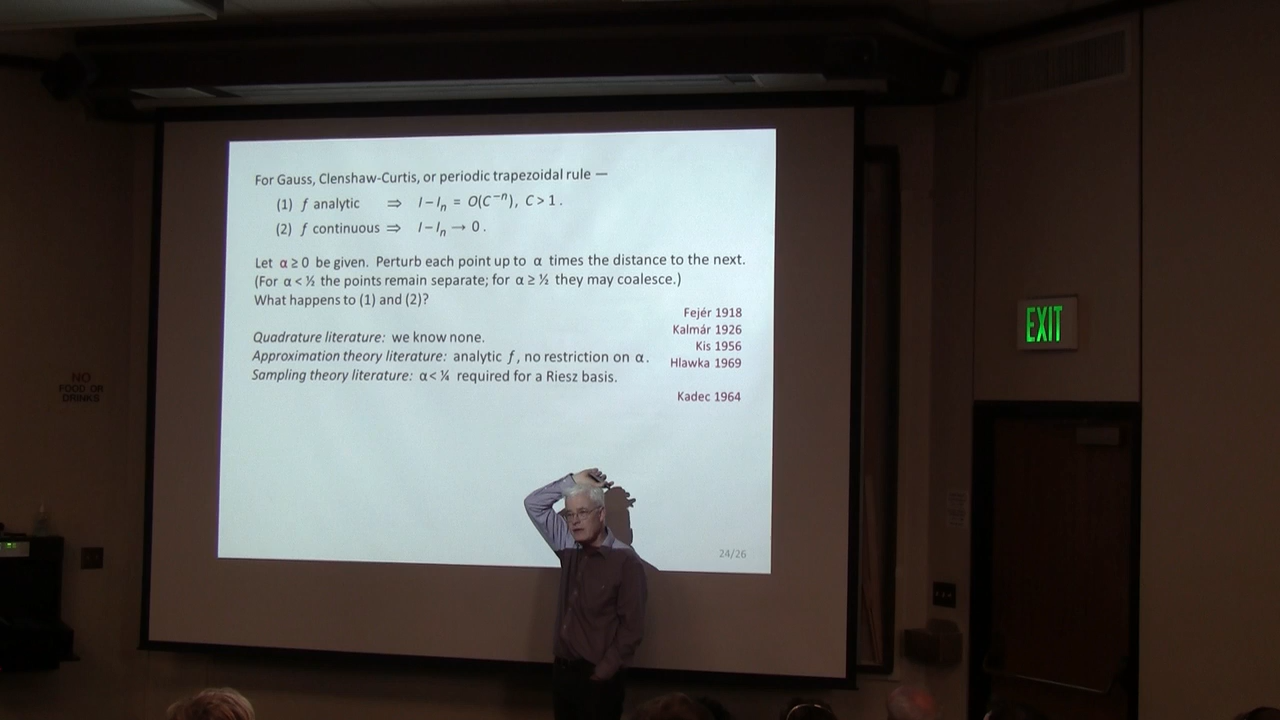 For Gauss, Clenshaw-Curtis, or periodic trapezoidal rule —
(1) f analytic ⇒ I – Iₙ = O(C⁻ⁿ), C > 1 .
(2) f continuous ⇒ I – Iₙ → 0 .
Let α ≥ 0 be given. Perturb each point up to α times the distance to the next.
(For α < ½ the points remain separate; for α ≥ ½ they may coalesce.)
What happens to (1) and (2)?
Fejér 1918
Kalmár 1926
Kis 1956
Hlawka 1969
Quadrature literature: we know none.
Approximation theory literature: analytic f, no restriction on α.
Sampling theory literature: α < ¼ required for a Riesz basis.
Kadec 1964
24/26
EXIT
NO
FOOD OR
DRINKS